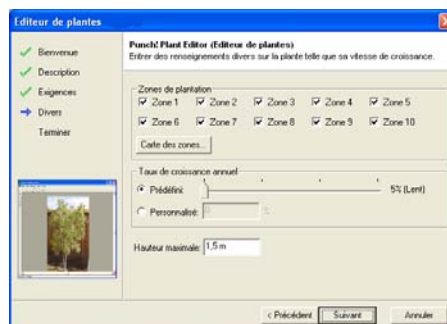 Editeur de plantes
Bienvenue
Description
Exigences
Divers
Terminer
Punch! Plant Editor (Editeur de plantes)
Entrer des renseignements divers sur la plante telle que sa vitesse de croissance.
Zones de plantation
Zone 1 Zone 2 Zone 3 Zone 4 Zone 5
Zone 6 Zone 7 Zone 8 Zone 9 Zone 10
Carte des zones...
Taux de croissance annuel
Prédéfini: 5% (Lent)
Personnalisé: %
Hauteur maximale: 1,5 m
< Précédent Suivant Annuler